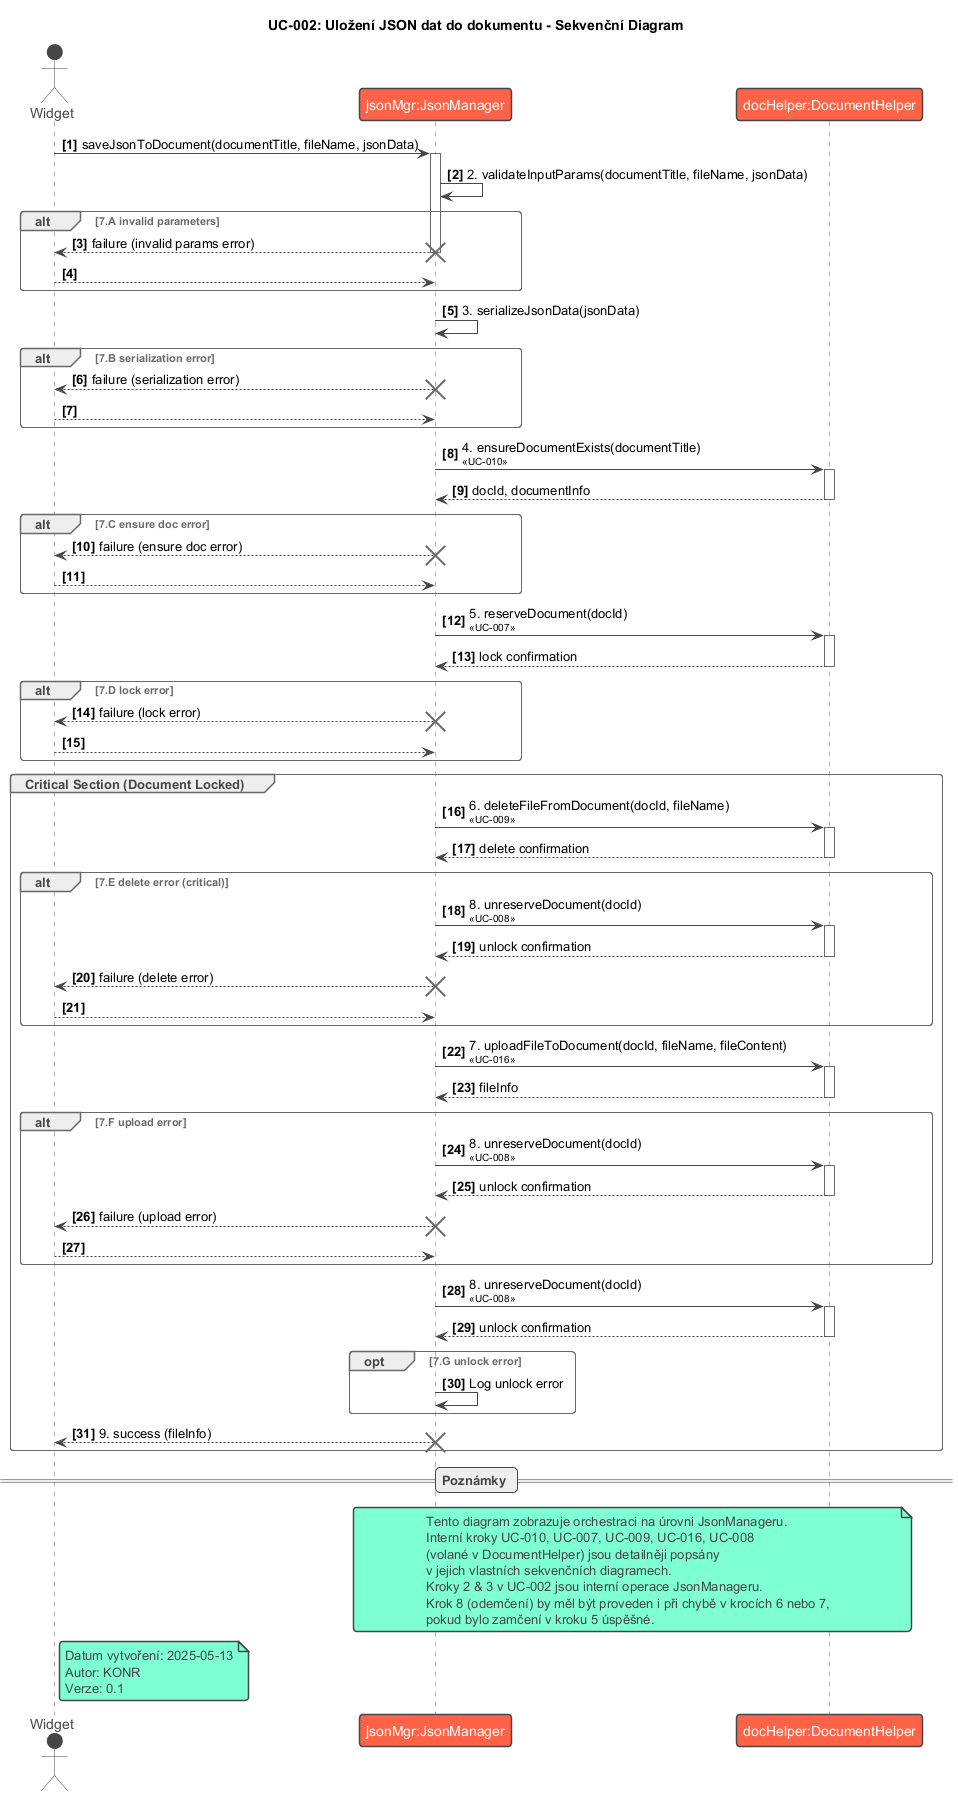 UC-002: Uložení JSON dat do dokumentu - Sekvenční Diagram
Widget
jsonMgr:JsonManager
docHelper:DocumentHelper
[1] saveJsonToDocument(documentTitle, fileName, jsonData)
[2] 2. validateInputParams(documentTitle, fileName, jsonData)
alt [7.A invalid parameters]
[3] failure (invalid params error)
[4]
[5] 3. serializeJsonData(jsonData)
alt [7.B serialization error]
[6] failure (serialization error)
[7]
[8] 4. ensureDocumentExists(documentTitle)
«UC-010»
[9] docId, documentInfo
alt [7.C ensure doc error]
[10] failure (ensure doc error)
[11]
[12] 5. reserveDocument(docId)
«UC-007»
[13] lock confirmation
alt [7.D lock error]
[14] failure (lock error)
[15]
Critical Section (Document Locked)
[16] 6. deleteFileFromDocument(docId, fileName)
«UC-009»
[17] delete confirmation
alt [7.E delete error (critical)]
[18] 8. unreserveDocument(docId)
«UC-008»
[19] unlock confirmation
[20] failure (delete error)
[21]
[22] 7. uploadFileToDocument(docId, fileName, fileContent)
«UC-016»
[23] fileInfo
alt [7.F upload error]
[24] 8. unreserveDocument(docId)
«UC-008»
[25] unlock confirmation
[26] failure (upload error)
[27]
[28] 8. unreserveDocument(docId)
«UC-008»
[29] unlock confirmation
opt [7.G unlock error]
[30] Log unlock error
[31] 9. success (fileInfo)
Poznámky
Tento diagram zobrazuje orchestraci na úrovni JsonManageru.
Interní kroky UC-010, UC-007, UC-009, UC-016, UC-008
(volané v DocumentHelper) jsou detailněji popsány
v jejich vlastních sekvenčních diagramech.
Kroky 2 & 3 v UC-002 jsou interní operace JsonManageru.
Krok 8 (odemčení) by měl být proveden i při chybě v krocích 6 nebo 7,
pokud bylo zamčení v kroku 5 úspěšné.
Datum vytvoření: 2025-05-13
Autor: KONR
Verze: 0.1
Widget
jsonMgr:JsonManager
docHelper:DocumentHelper